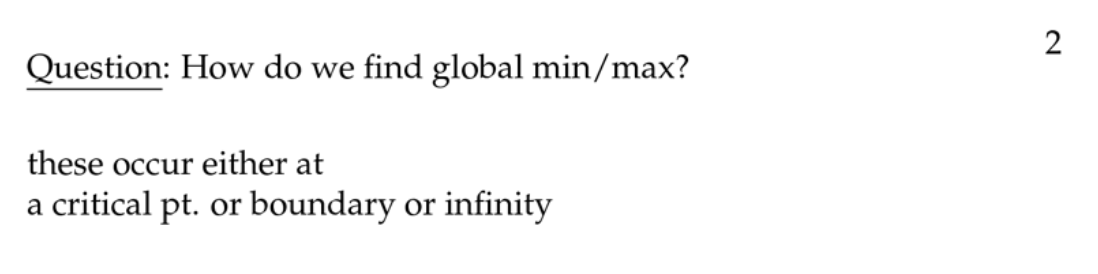 2
Question: How do we find global min/max?
these occur either at
a critical pt. or boundary or infinity